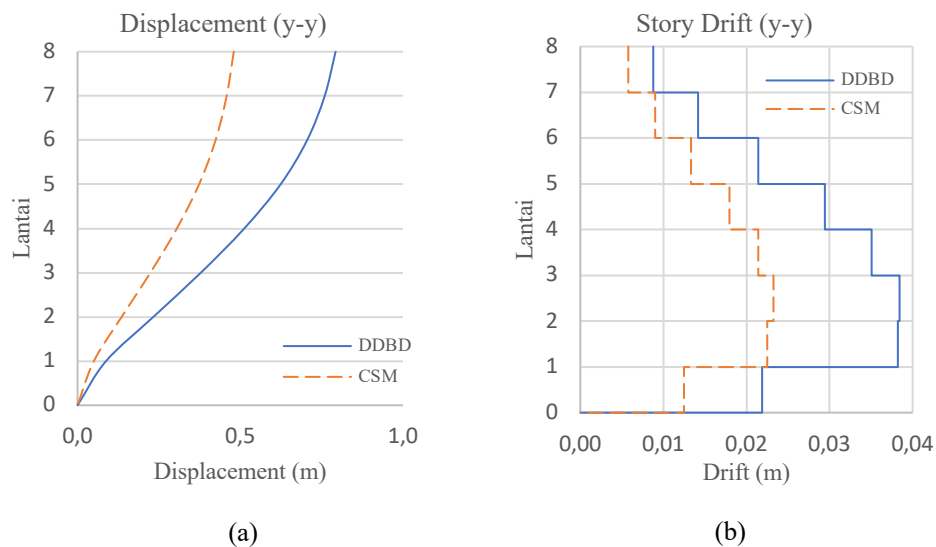 Displacement (y-y)
8
7
6
5
4
3
2
1
0
Lantai
DDBD
CSM
0,0 0,5 1,0
Displacement (m)
(a)
Story Drift (y-y)
8
7
6
5
4
3
2
1
0
Lantai
DDBD
CSM
0,00 0,01 0,02 0,03 0,04
Drift (m)
(b)